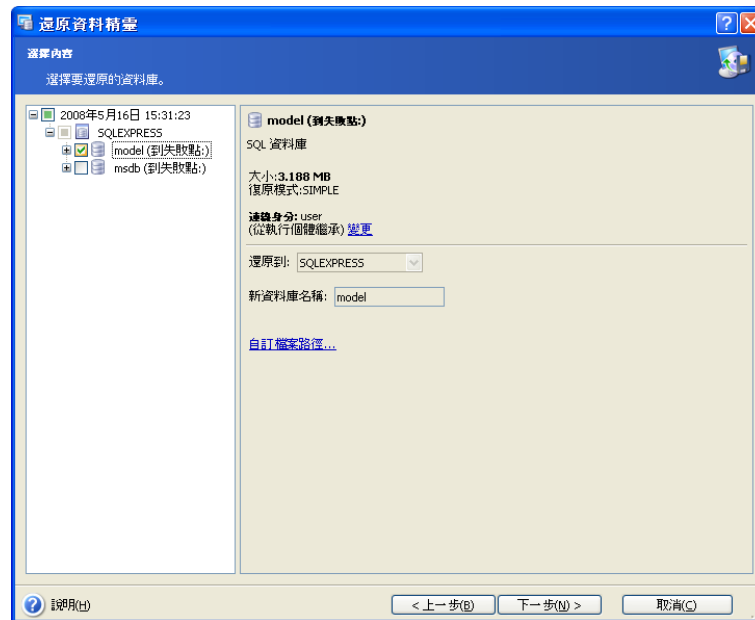 還原資料精靈
選擇內容
選擇要還原的資料庫。
2008年5月16日 15:31:23
SQLEXPRESS
model (到失敗點:)
msdb (到失敗點:)
model (到失敗點:)
SQL 資料庫
大小:3.188 MB
復原模式:SIMPLE
連線身分: user
(從執行個體繼承) 變更
還原到: SQLEXPRESS
新資料庫名稱: model
自訂檔案路徑...
說明(H)
< 上一步(B)
下一步(N) >
取消(C)